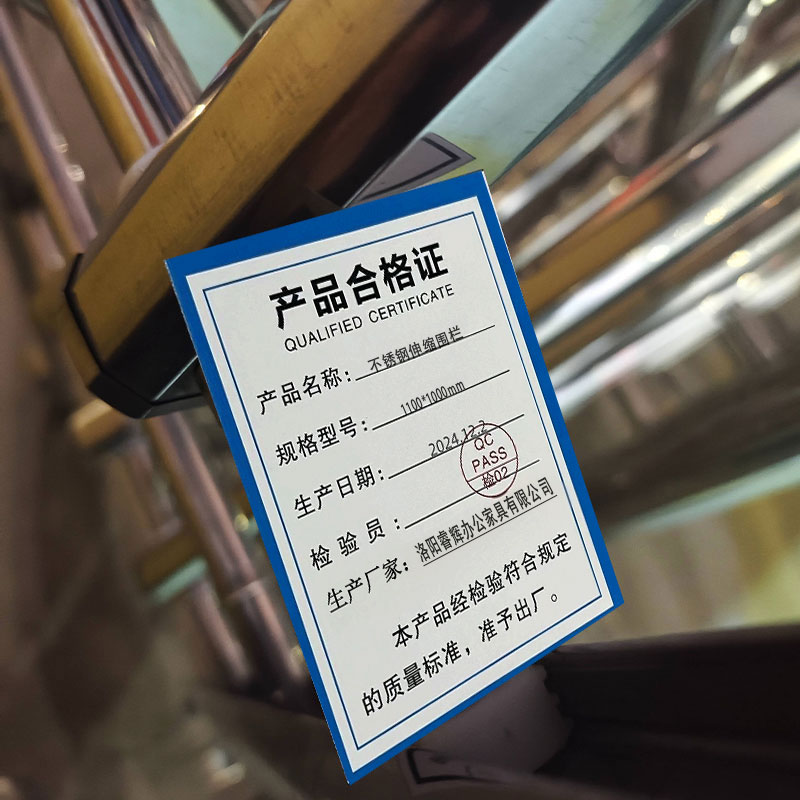 产品合格证
QUALIFIED CERTIFICATE
产品名称：不锈钢伸缩围栏
规格型号：1100*1000mm
生产日期：2024.12.2
检验员：
QC
PASS
检02
生产厂家：洛阳睿辉办公家具有限公司
本产品经检验符合规定
的质量标准，准予出厂。